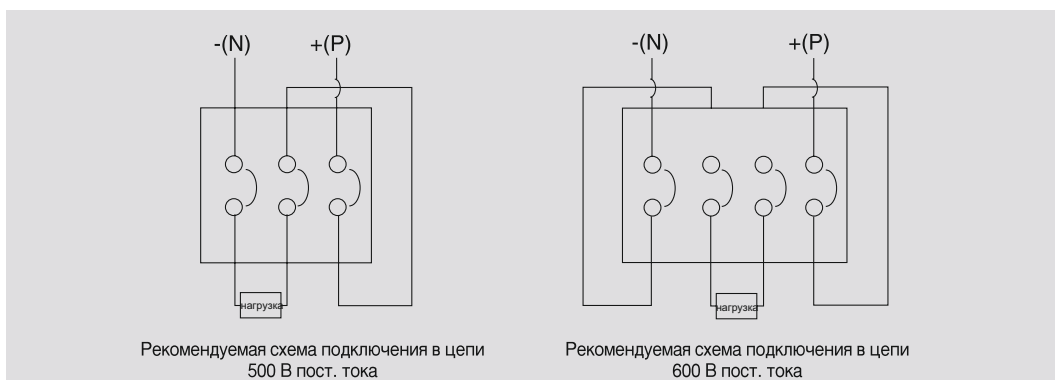 -(N) +(P)
нагрузка
Рекомендуемая схема подключения в цепи
500 В пост. тока
-(N) +(P)
нагрузка
Рекомендуемая схема подключения в цепи
600 В пост. тока